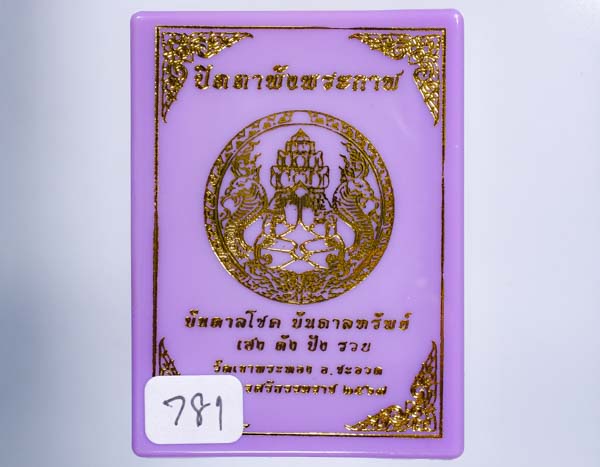 ปิดตาพังพระกาฬ
บันดาลโชค บันดาลทรัพย์
เฮง ดัง ปัง รวย
วัดเขาพระทอง อ.ชะอวด
รศรีธรรมราช ๒๕๖๗
781